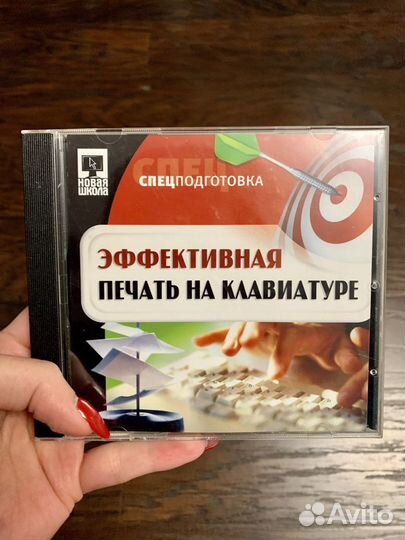 НОВАЯ
ШКОЛА
СПЕЦ
СПЕЦПОДГОТОВКА
ЭФФЕКТИВНАЯ
ПЕЧАТЬ НА КЛАВИАТУРЕ
Avito